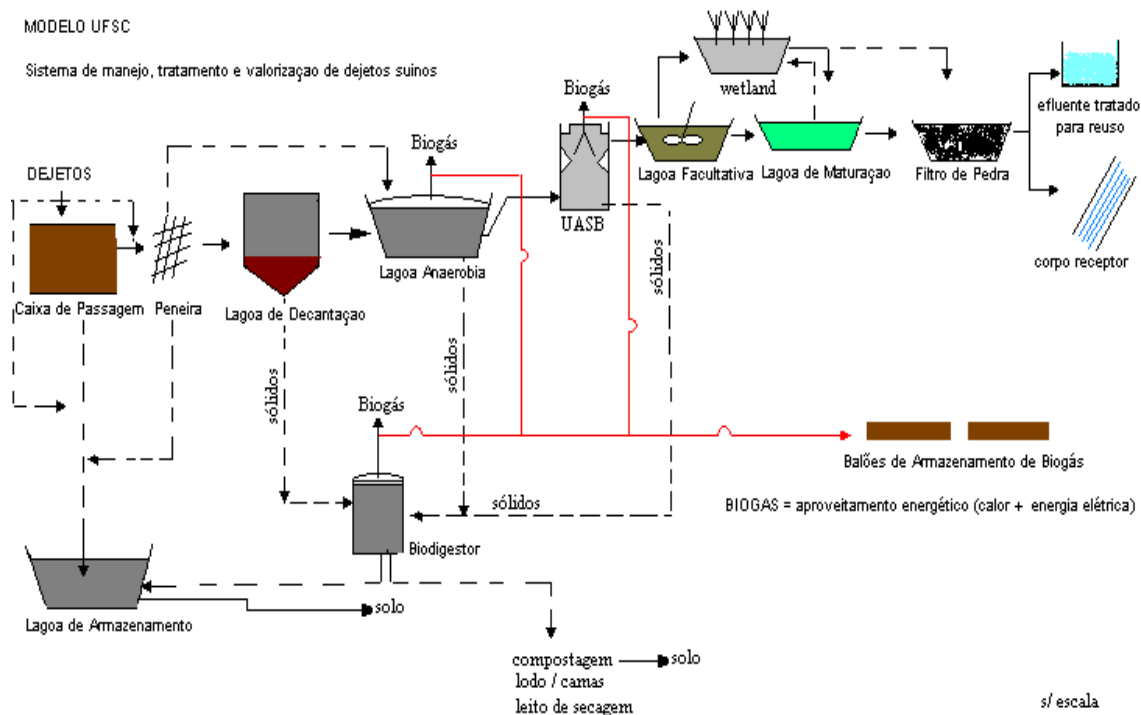 MODELO UFSC
Sistema de manejo, tratamento e valorizaçao de dejetos suinos
wetland
efluente tratado
para reuso
Biogás
Biogás
Lagoa Facultativa
Lagoa de Maturaçao
Filtro de Pedra
DEJETOS
UASB
corpo receptor
Lagoa Anaerobia
Caixa de Passagem
Peneira
Lagoa de Decantaçao
sólidos
sólidos
sólidos
Biogás
Balões de Armazenamento de Biogás
sólidos
BIOGAS = aproveitamento energético (calor + energia elétrica)
Biodigestor
solo
Lagoa de Armazenamento
compostagem
solo
lodo / camas
leito de secagem
s/ escala